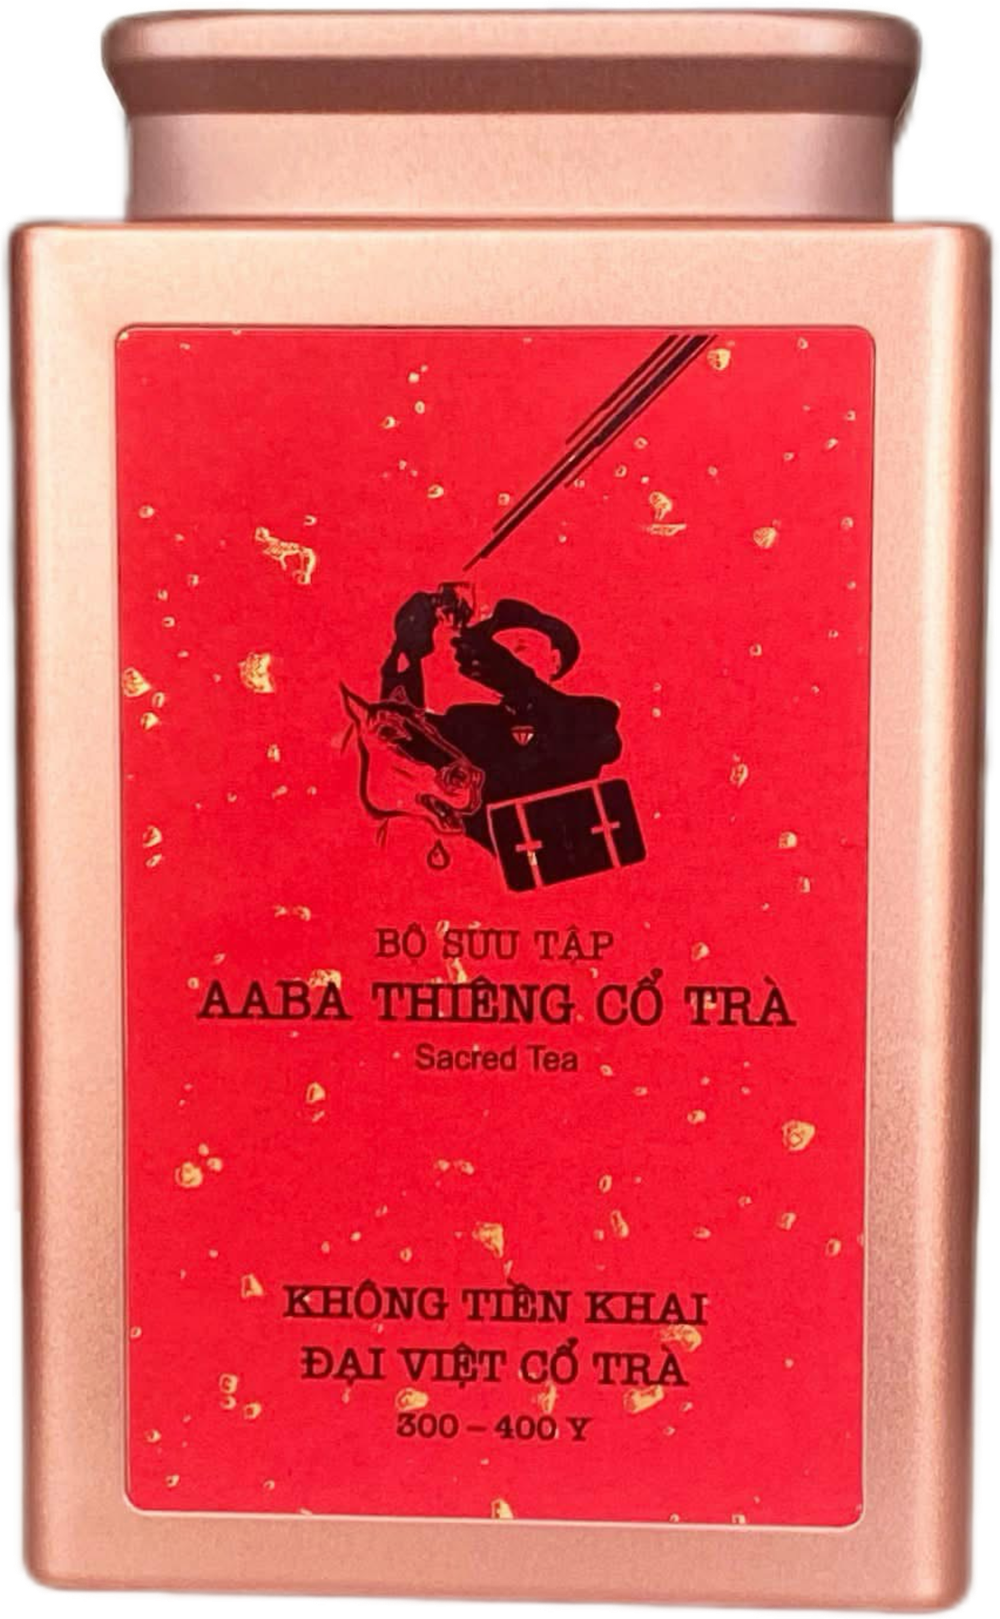 BỘ SƯU TẬP
AABA THIÊNG CỔ TRÀ
Sacred Tea
KHÔNG TIỀN KHAI
ĐẠI VIỆT CỔ TRÀ
300 – 400 Y